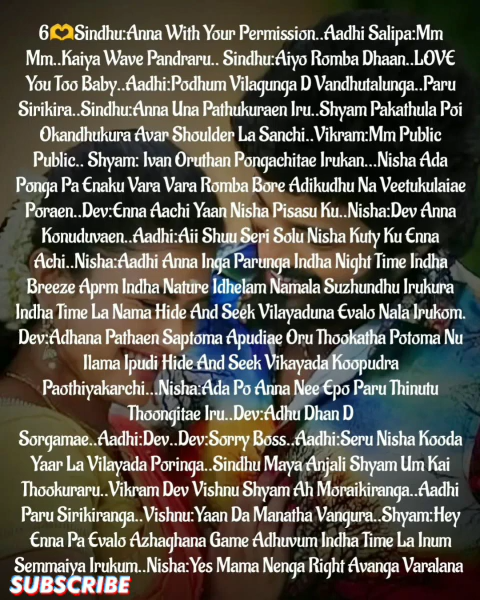 6🫶Sindhu:Anna With Your Permission..Aadhi Salipa:Mm
Mm..Kaiya Wave Pandraru.. Sindhu:Aiyo Romba Dhaan..LOVE
You Too Baby..Aadhi:Podhum Vilagunga D Vandhutalunga..Paru
Sirikira..Sindhu:Anna Una Pathukuraen Iru..Shyam Pakathula Poi
Okandhukura Avar Shoulder La Sanchi..Vikram:Mm Public
Public.. Shyam: Ivan Oruthan Pongachitae Irukan...Nisha Ada
Ponga Pa Enaku Vara Vara Romba Bore Adikudhu Na Veetukulaiae
Poraen..Dev:Enna Aachi Yaan Nisha Pisasu Ku..Nisha:Dev Anna
Konuduvaen..Aadhi:Aii Shuu Seri Solu Nisha Kuty Ku Enna
Achi..Nisha:Aadhi Anna Inga Parunga Indha Night Time Indha
Breeze Aprm Indha Nature Idhelam Namala Suzhundhu Irukura
Indha Time La Nama Hide And Seek Vilayaduna Evalo Nala Irukom.
Dev:Adhana Pathaen Saptoma Apudiae Oru Thookatha Potoma Nu
Ilama Ipudi Hide And Seek Vikayada Koopudra
Paothiyakarchi...Nisha:Ada Po Anna Nee Epo Paru Thinutu
Thoongitae Iru..Dev:Adhu Dhan D
Sorgamae..Aadhi:Dev..Dev:Sorry Boss..Aadhi:Seru Nisha Kooda
Yaar La Vilayada Poringa..Sindhu Maya Anjali Shyam Um Kai
Thookuraru..Vikram Dev Vishnu Shyam Ah Moraikiranga..Aadhi
Paru Sirikiranga..Vishnu:Yaan Da Manatha Vangura..Shyam:Hey
Enna Pa Evalo Azhaghana Game Adhuvum Indha Time La Inum
Semmaiya Irukum..Nisha:Yes Mama Nenga Right Avanga Varalana
SUBSCRIBE